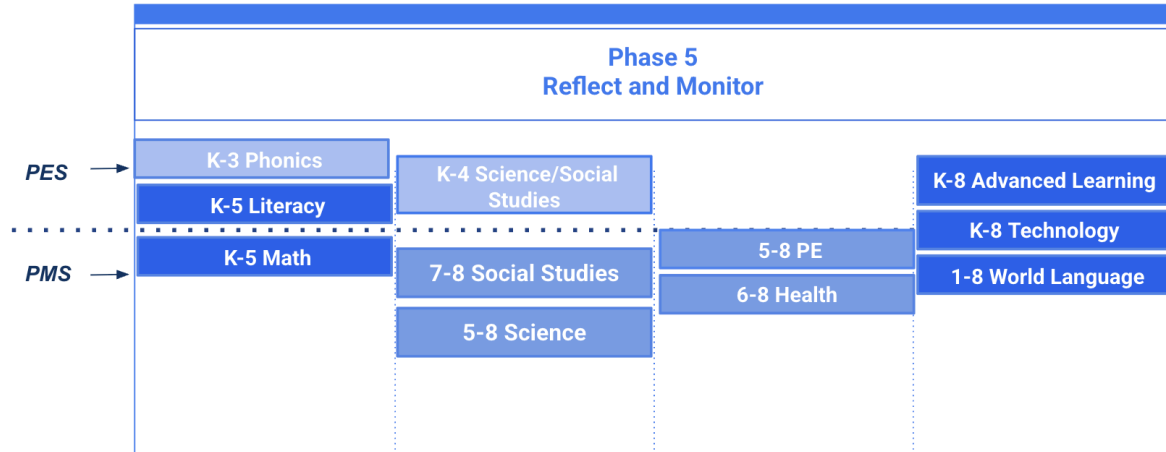 Phase 5
Reflect and Monitor
PES
K-3 Phonics
K-5 Literacy
K-4 Science/Social
Studies
K-8 Advanced Learning
K-8 Technology
PMS
K-5 Math
7-8 Social Studies
5-8 Science
5-8 PE
6-8 Health
1-8 World Language